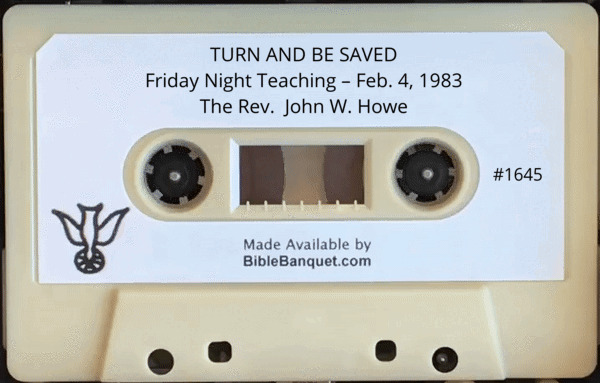 TURN AND BE SAVED
Friday Night Teaching – Feb. 4, 1983
The Rev. John W. Howe
#1645
Made Available by
BibleBanquet.com